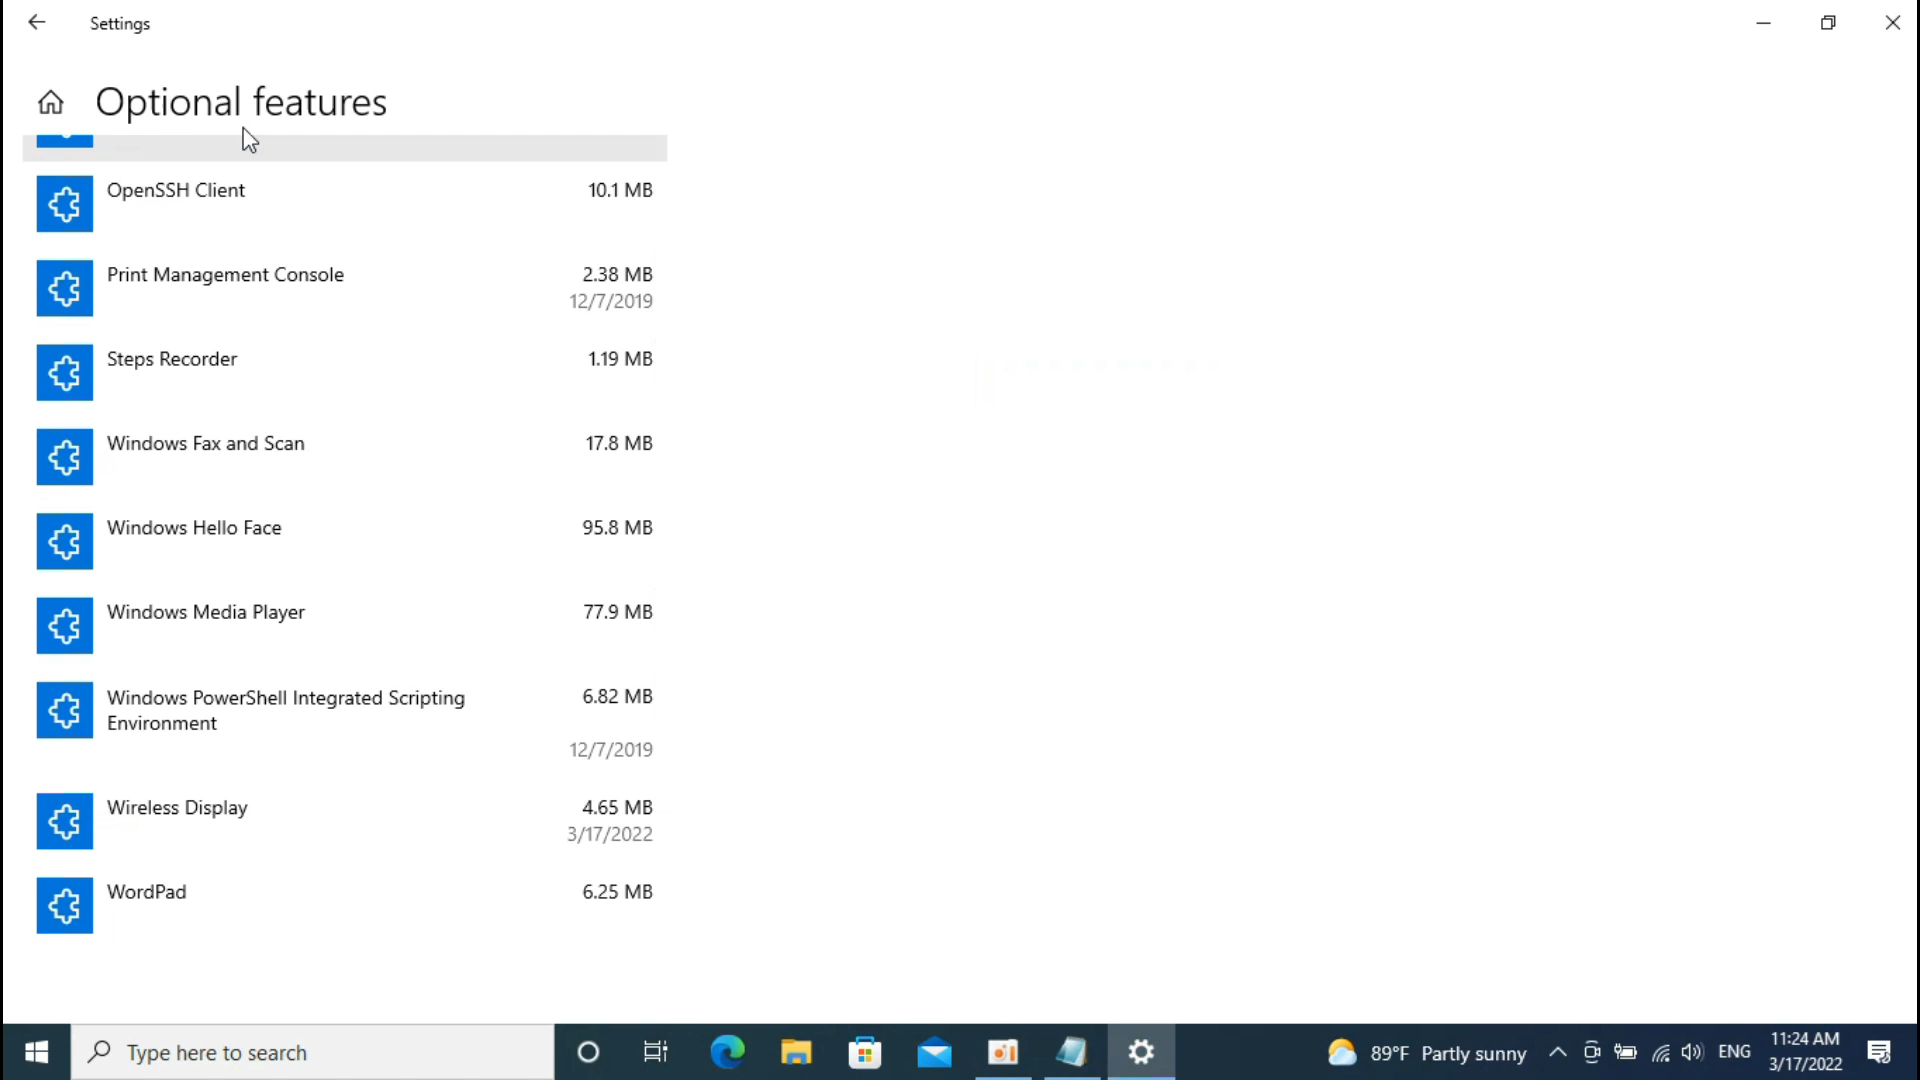 Settings
Optional features
OpenSSH Client 10.1 MB
Print Management Console 2.38 MB
12/7/2019
Steps Recorder 1.19 MB
Windows Fax and Scan 17.8 MB
Windows Hello Face 95.8 MB
Windows Media Player 77.9 MB
Windows PowerShell Integrated Scripting 6.82 MB
Environment
12/7/2019
Wireless Display 4.65 MB
3/17/2022
WordPad 6.25 MB
Type here to search
89°F Partly sunny
ENG
11:24 AM
3/17/2022